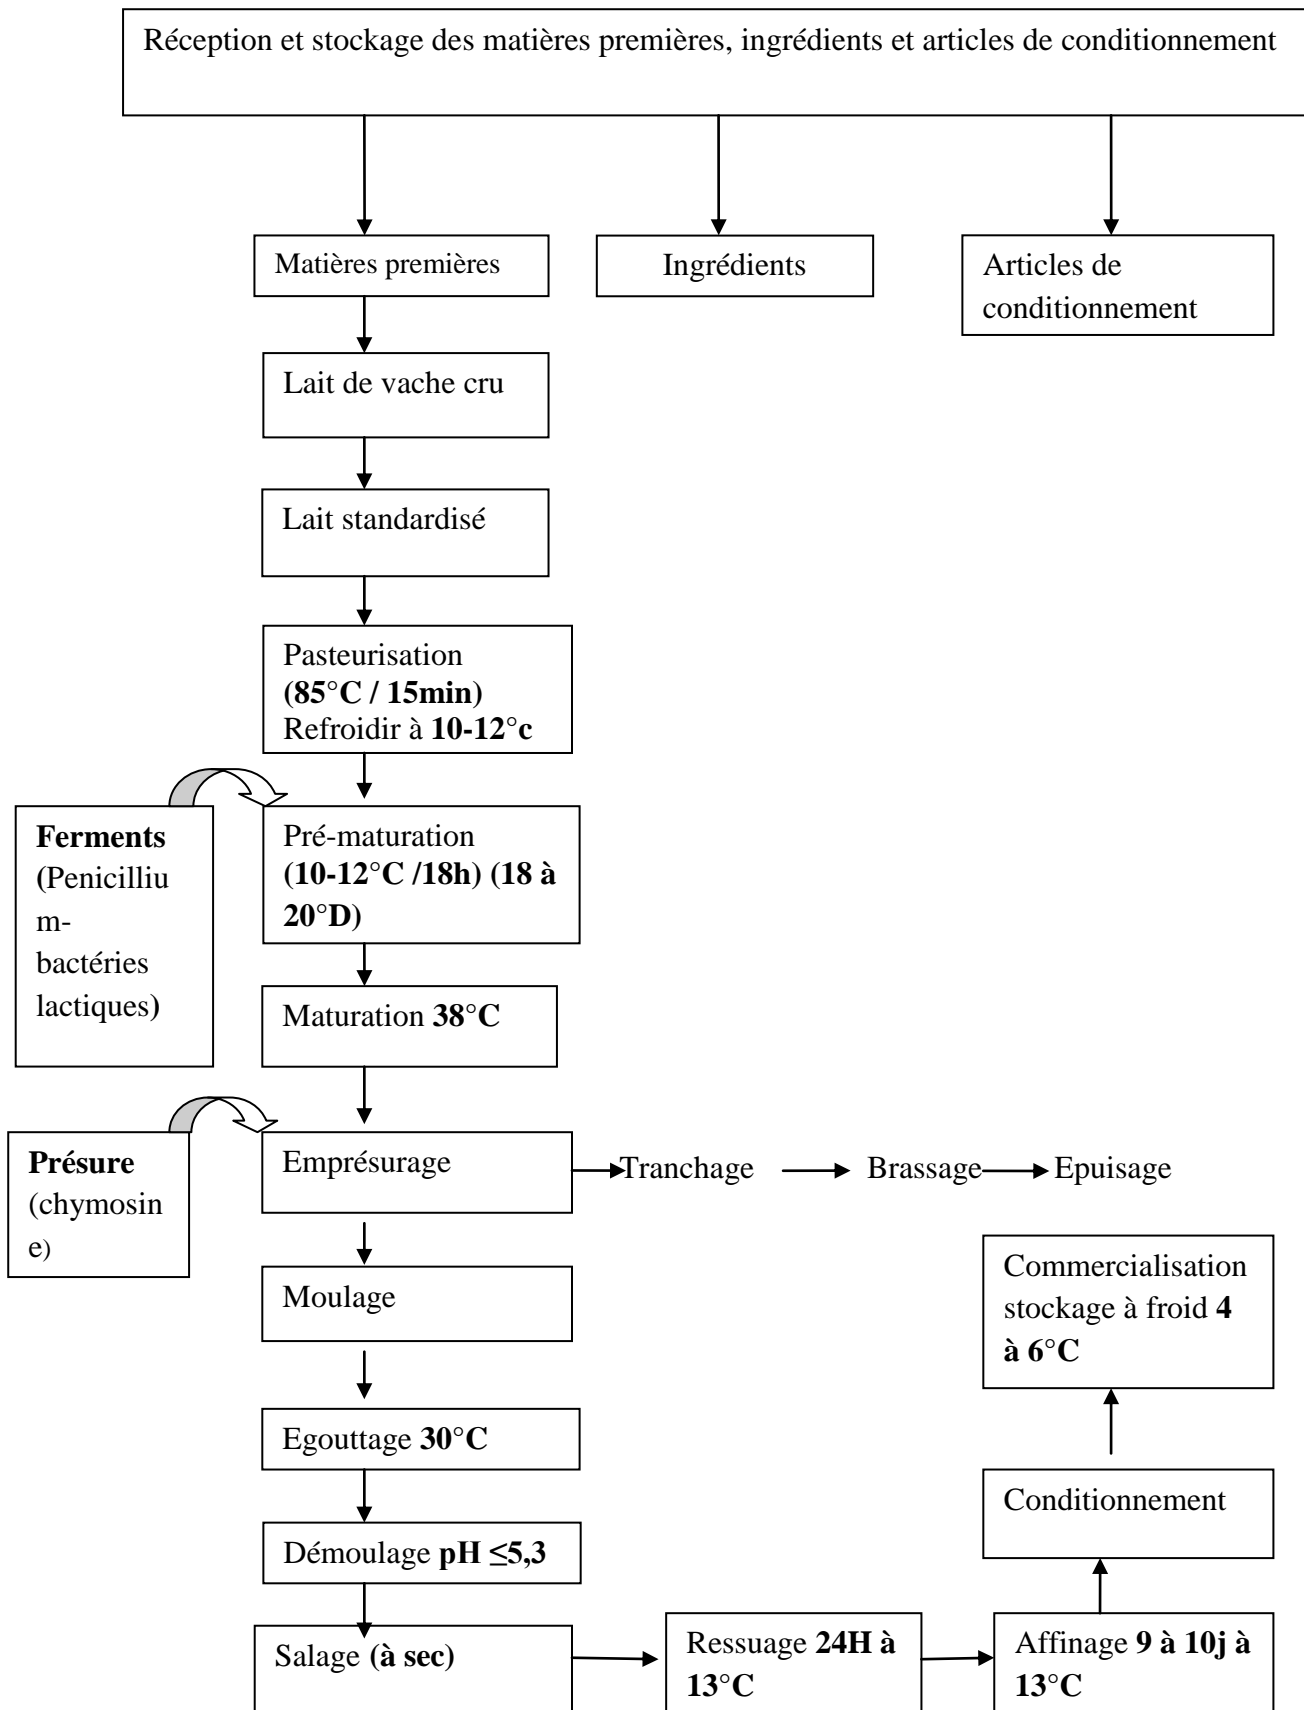 Réception et stockage des matières premières, ingrédients et articles de conditionnement
Matières premières
Ingrédients
Articles de
conditionnement
Lait de vache cru
Lait standardisé
Pasteurisation
(85°C / 15min)
Refroidir à 10-12°c
Ferments
(Penicilliu
m-
bactéries
lactiques)
Pré-maturation
(10-12°C /18h) (18 à
20°D)
Maturation 38°C
Présure
(chymosin
e)
Emprésurage
Tranchage
Brassage
Epuisage
Moulage
Egouttage 30°C
Démoulage pH ≤5,3
Salage (à sec)
Ressuage 24H à
13°C
Affinage 9 à 10j à
13°C
Conditionnement
Commercialisation
stockage à froid 4
à 6°C